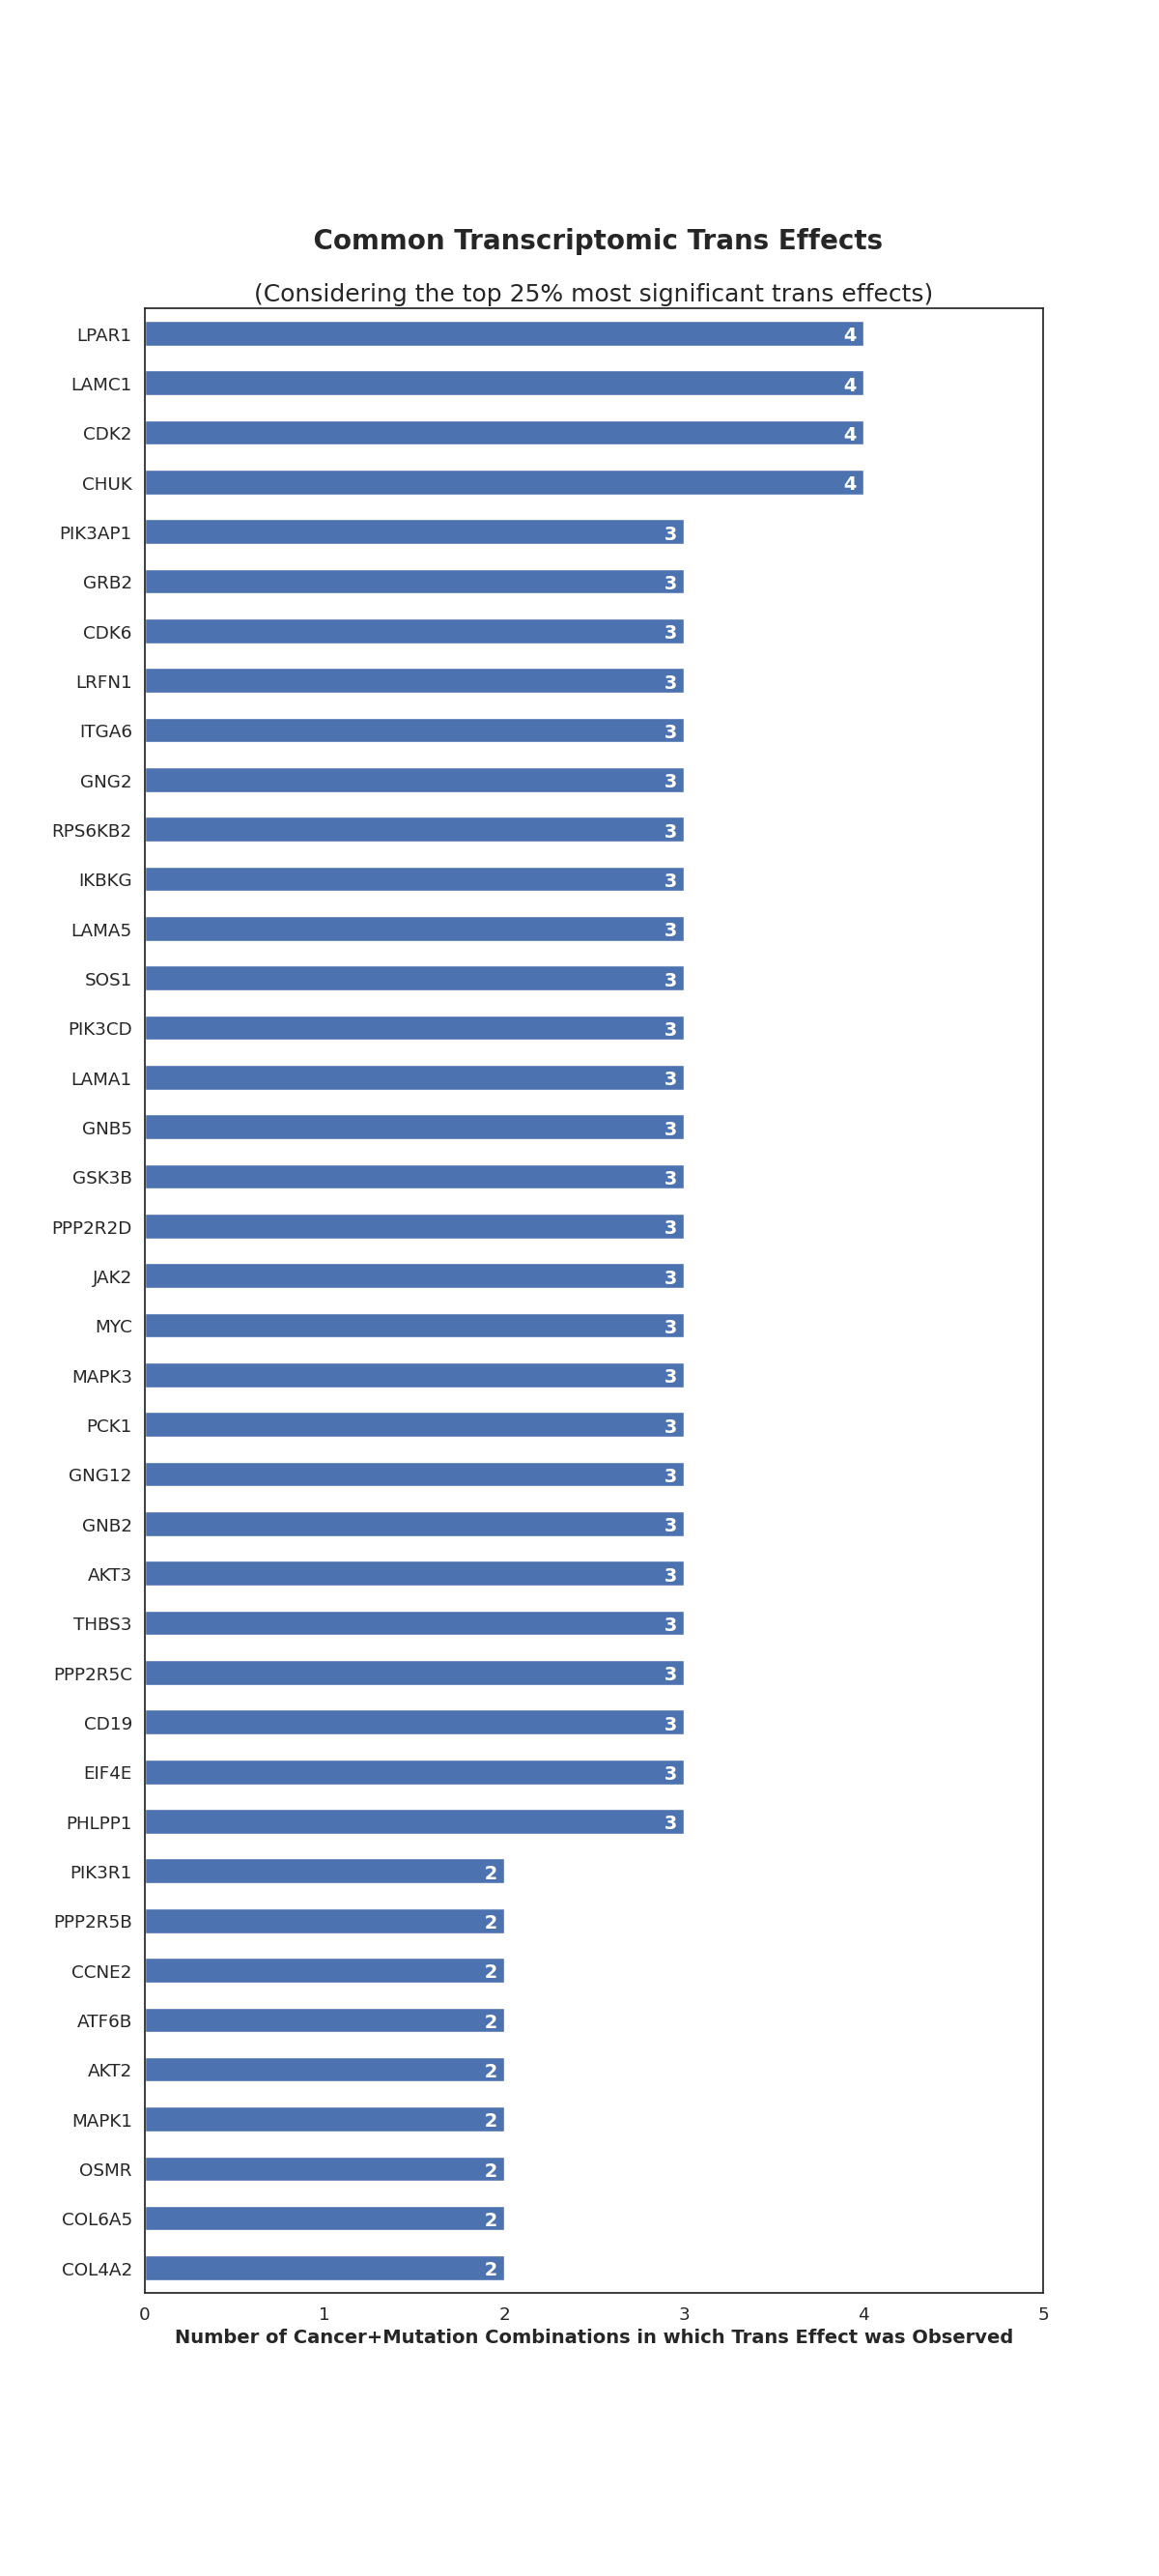 Common Transcriptomic Trans Effects
(Considering the top 25% most significant trans effects)
LPAR1 4
LAMC1 4
CDK2 4
CHUK 4
PIK3AP1 3
GRB2 3
CDK6 3
LRFN1 3
ITGA6 3
GNG2 3
RPS6KB2 3
IKBKG 3
LAMA5 3
SOS1 3
PIK3CD 3
LAMA1 3
GNB5 3
GSK3B 3
PPP2R2D 3
JAK2 3
MYC 3
MAPK3 3
PCK1 3
GNG12 3
GNB2 3
AKT3 3
THBS3 3
PPP2R5C 3
CD19 3
EIF4E 3
PHLPP1 3
PIK3R1 2
PPP2R5B 2
CCNE2 2
ATF6B 2
AKT2 2
MAPK1 2
OSMR 2
COL6A5 2
COL4A2 2
0 1 2 3 4 5
Number of Cancer+Mutation Combinations in which Trans Effect was Observed